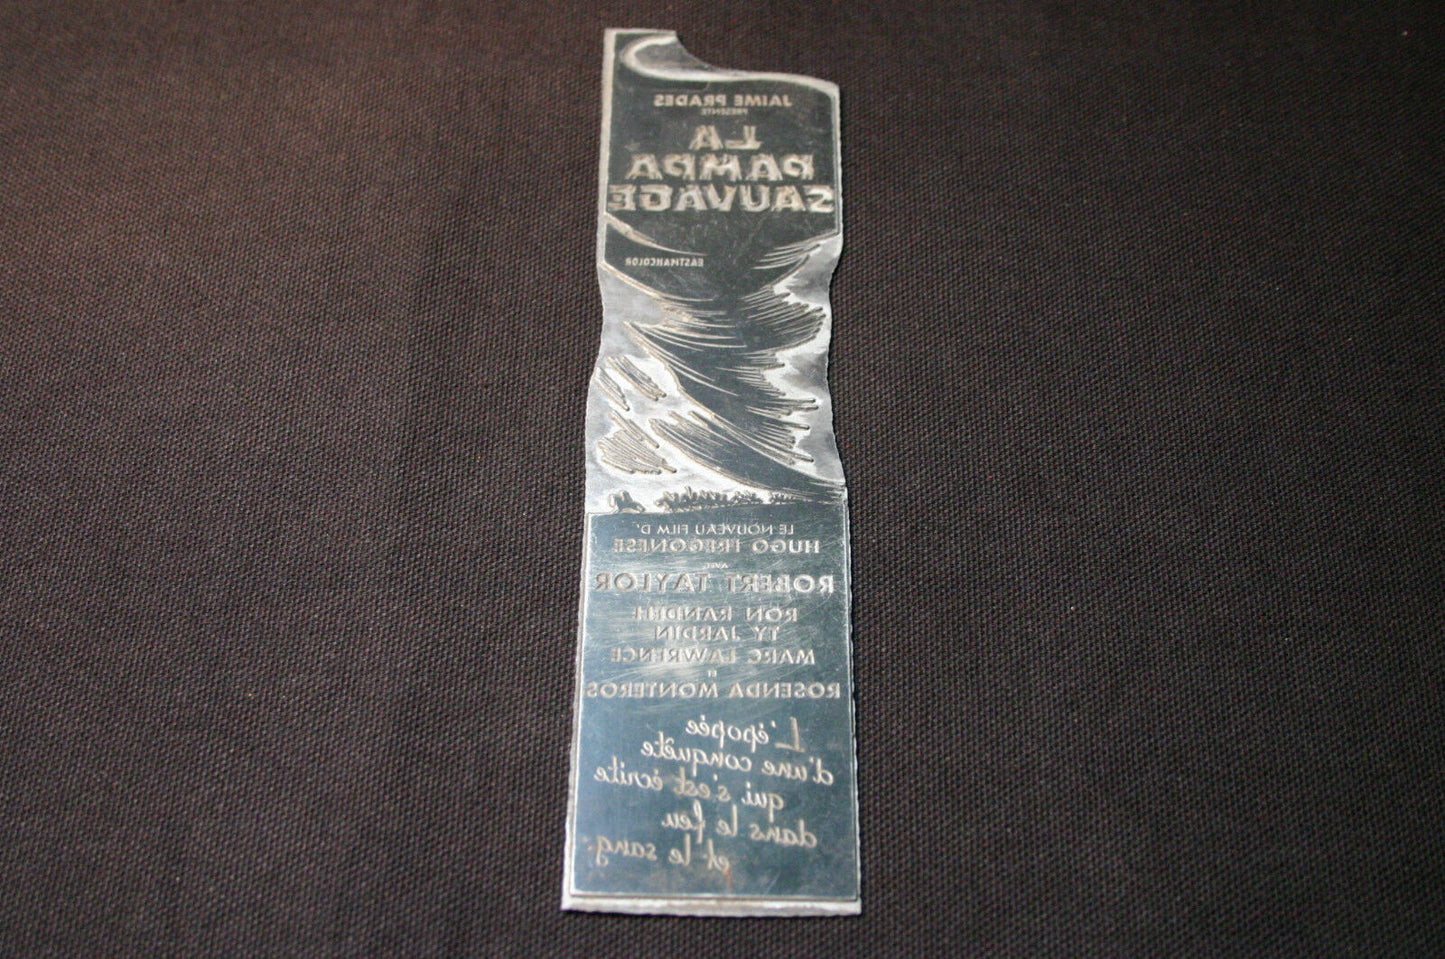 JAIME PRADES
PRESENTE
LA
PAMPA
SAUVAGE
EASTMANCOLOR
LE NOUVEAU FILM D'
HUGO FREGONESE
AVEC
ROBERT TAYLOR
RON RANDELL
TY HARDIN
MARC LAWRENCE
ET
ROSENDA MONTEROS
L'épopée
d'une conquête
qui s'est écrite
dans le feu
et le sang.